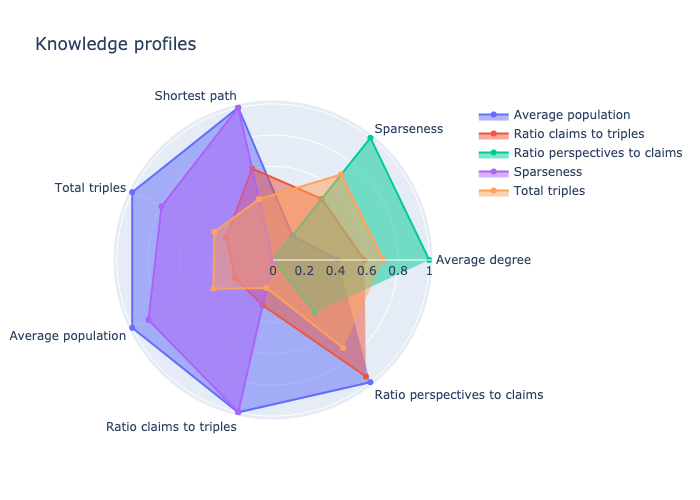 Knowledge profiles
Shortest path
Sparseness
Total triples
Average degree
0 0.2 0.4 0.6 0.8 1
Average population
Ratio claims to triples
Ratio perspectives to claims
Average population
Ratio claims to triples
Ratio perspectives to claims
Sparseness
Total triples